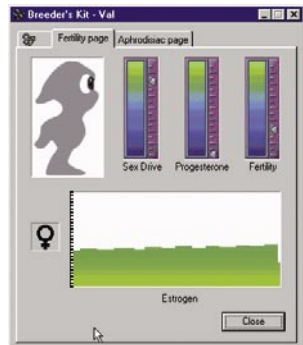 Breeder's Kit - Val
Fertility page
Aphrodisiac page
Sex Drive
Progesterone
Fertility
Estrogen
Close